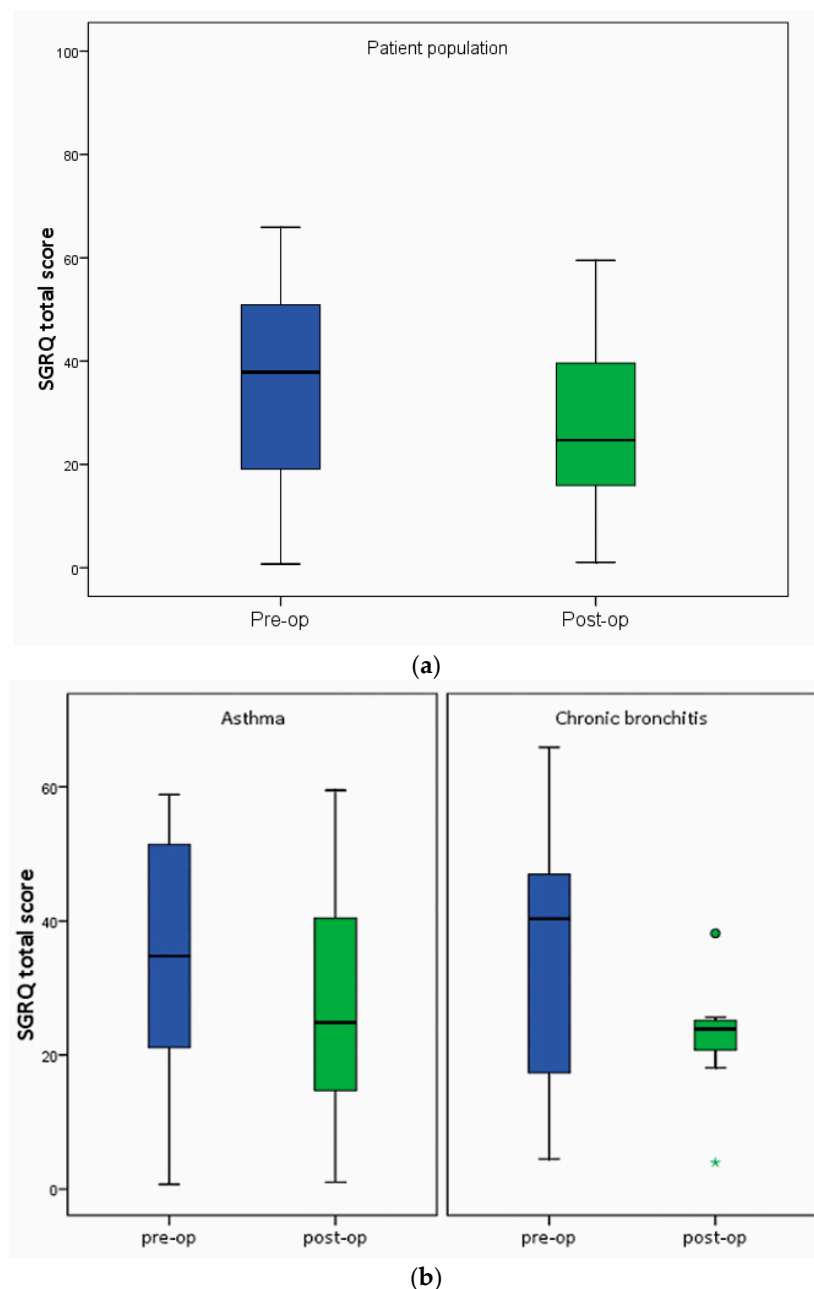 Patient population
100
80
60
40
20
0
SGRQ total score
Pre-op Post-op
(a)
Asthma Chronic bronchitis
60
40
20
0
SGRQ total score
pre-op post-op pre-op post-op
(b)